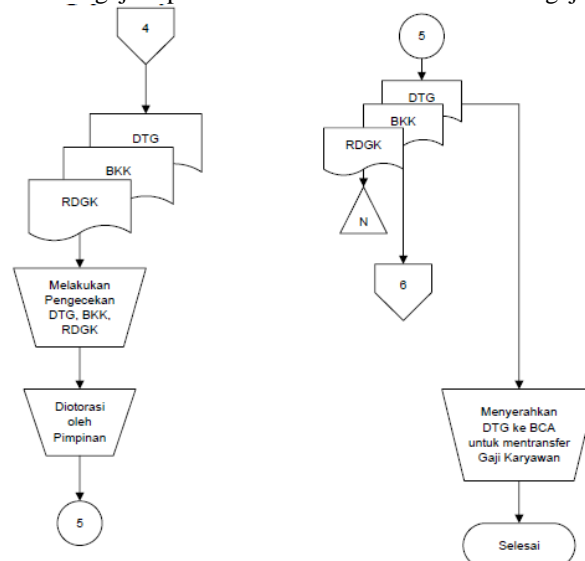 4
DTG
BKK
RDGK
Melakukan
Pengecekan
DTG, BKK,
RDGK
Diotorasi
oleh
Pimpinan
5
5
DTG
BKK
RDGK
N
6
Menyerahkan
DTG ke BCA
untuk mentransfer
Gaji Karyawan
Selesai